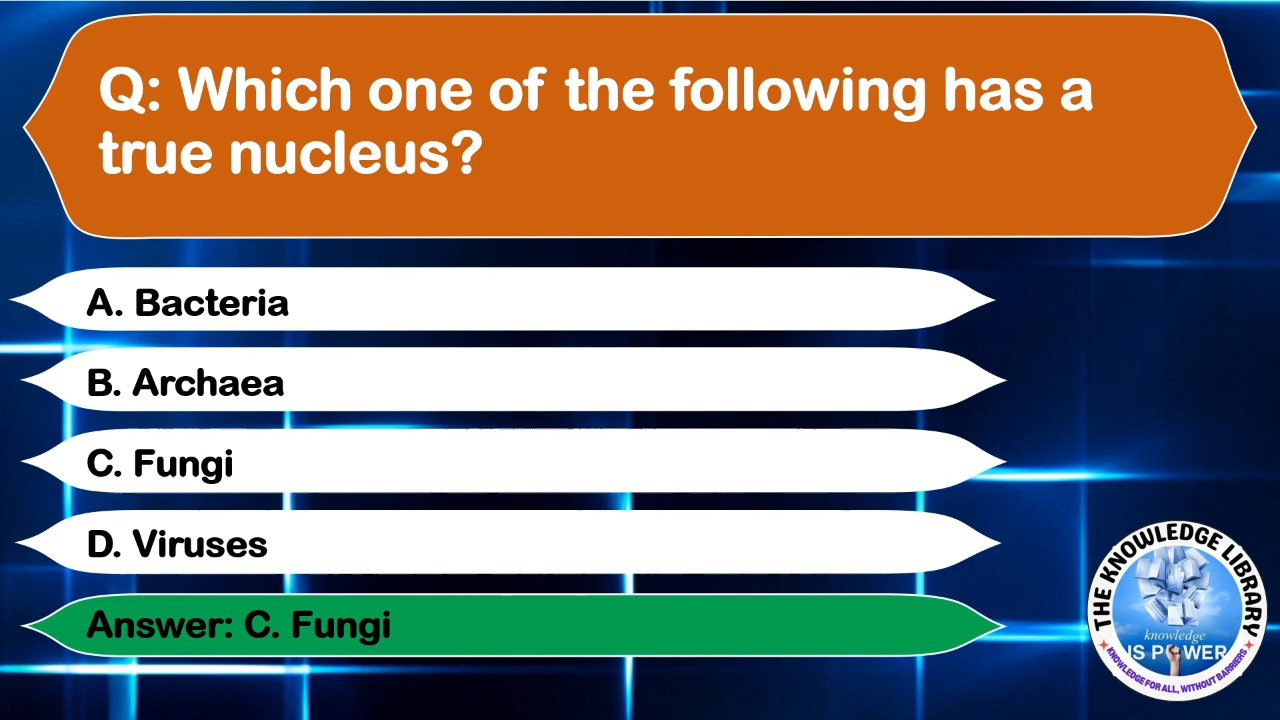 Q: Which one of the following has a
true nucleus?
A. Bacteria
B. Archaea
C. Fungi
D. Viruses
Answer: C. Fungi
THE KNOWLEDGE LIBRARY
knowledge
IS POWER
KNOWLEDGE FOR ALL, WITHOUT BARRIERS